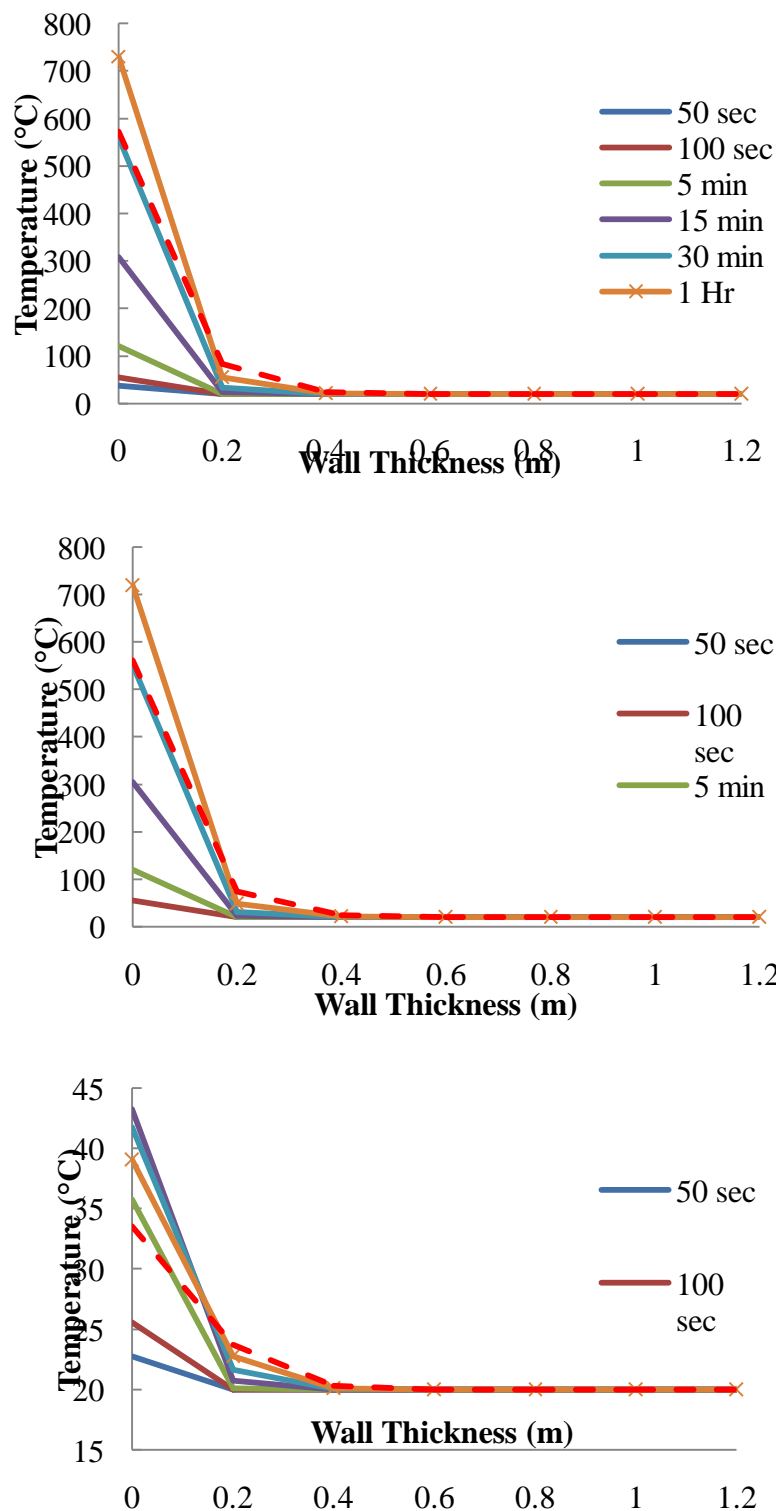 800
700
600
500
400
300
200
100
0
Temperature (°C)
50 sec
100 sec
5 min
15 min
30 min
1 Hr
0 0.2 0.4 0.6 0.8 1 1.2
Wall Thickness (m)
800
700
600
500
400
300
200
100
0
Temperature (°C)
50 sec
100
sec
5 min
0 0.2 0.4 0.6 0.8 1 1.2
Wall Thickness (m)
45
40
35
30
25
20
15
Temperature (°C)
50 sec
100
sec
Wall Thickness (m)
0 0.2 0.4 0.6 0.8 1 1.2